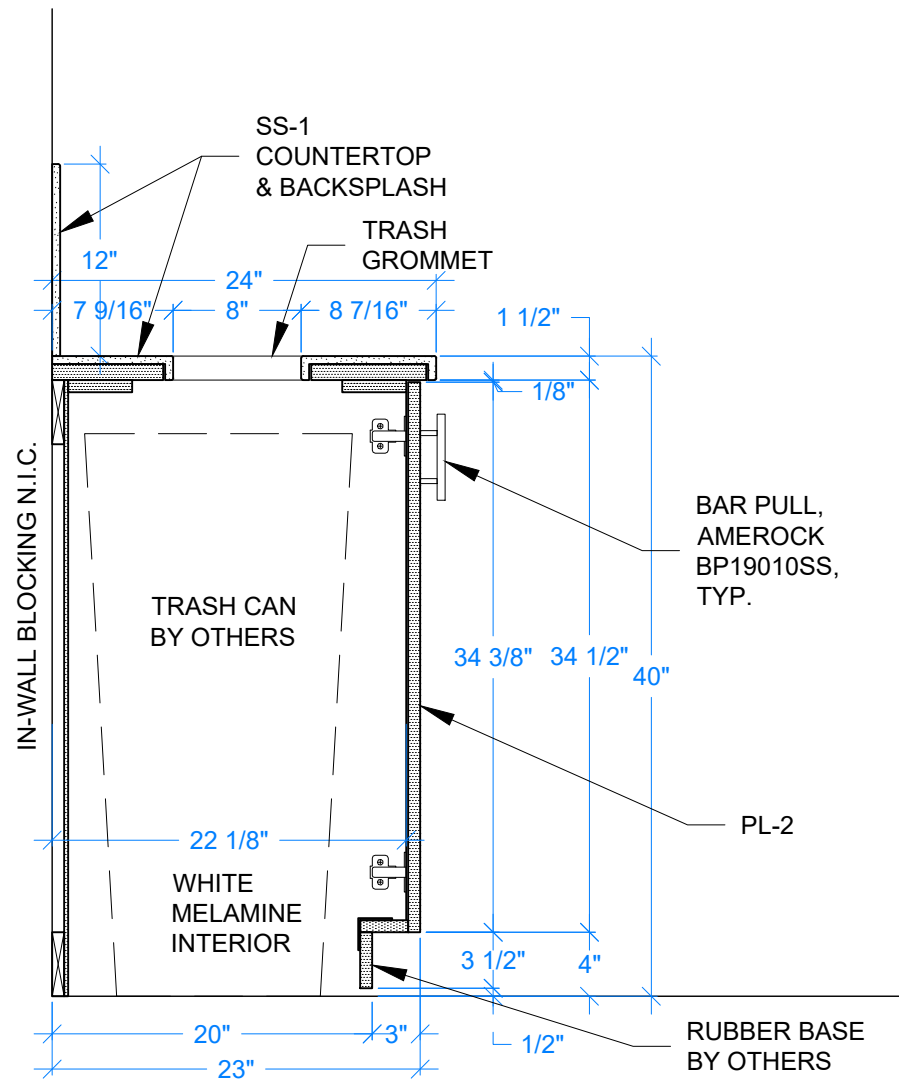 SS-1
COUNTERTOP
& BACKSPLASH
TRASH
GROMMET
12"
24"
7 9/16"
8"
8 7/16"
1 1/2"
1/8"
IN-WALL BLOCKING N.I.C.
BAR PULL,
AMEROCK
BP19010SS,
TYP.
TRASH CAN
BY OTHERS
34 3/8"
34 1/2"
40"
PL-2
22 1/8"
WHITE
MELAMINE
INTERIOR
3 1/2"
4"
20"
3"
1/2"
23"
RUBBER BASE
BY OTHERS